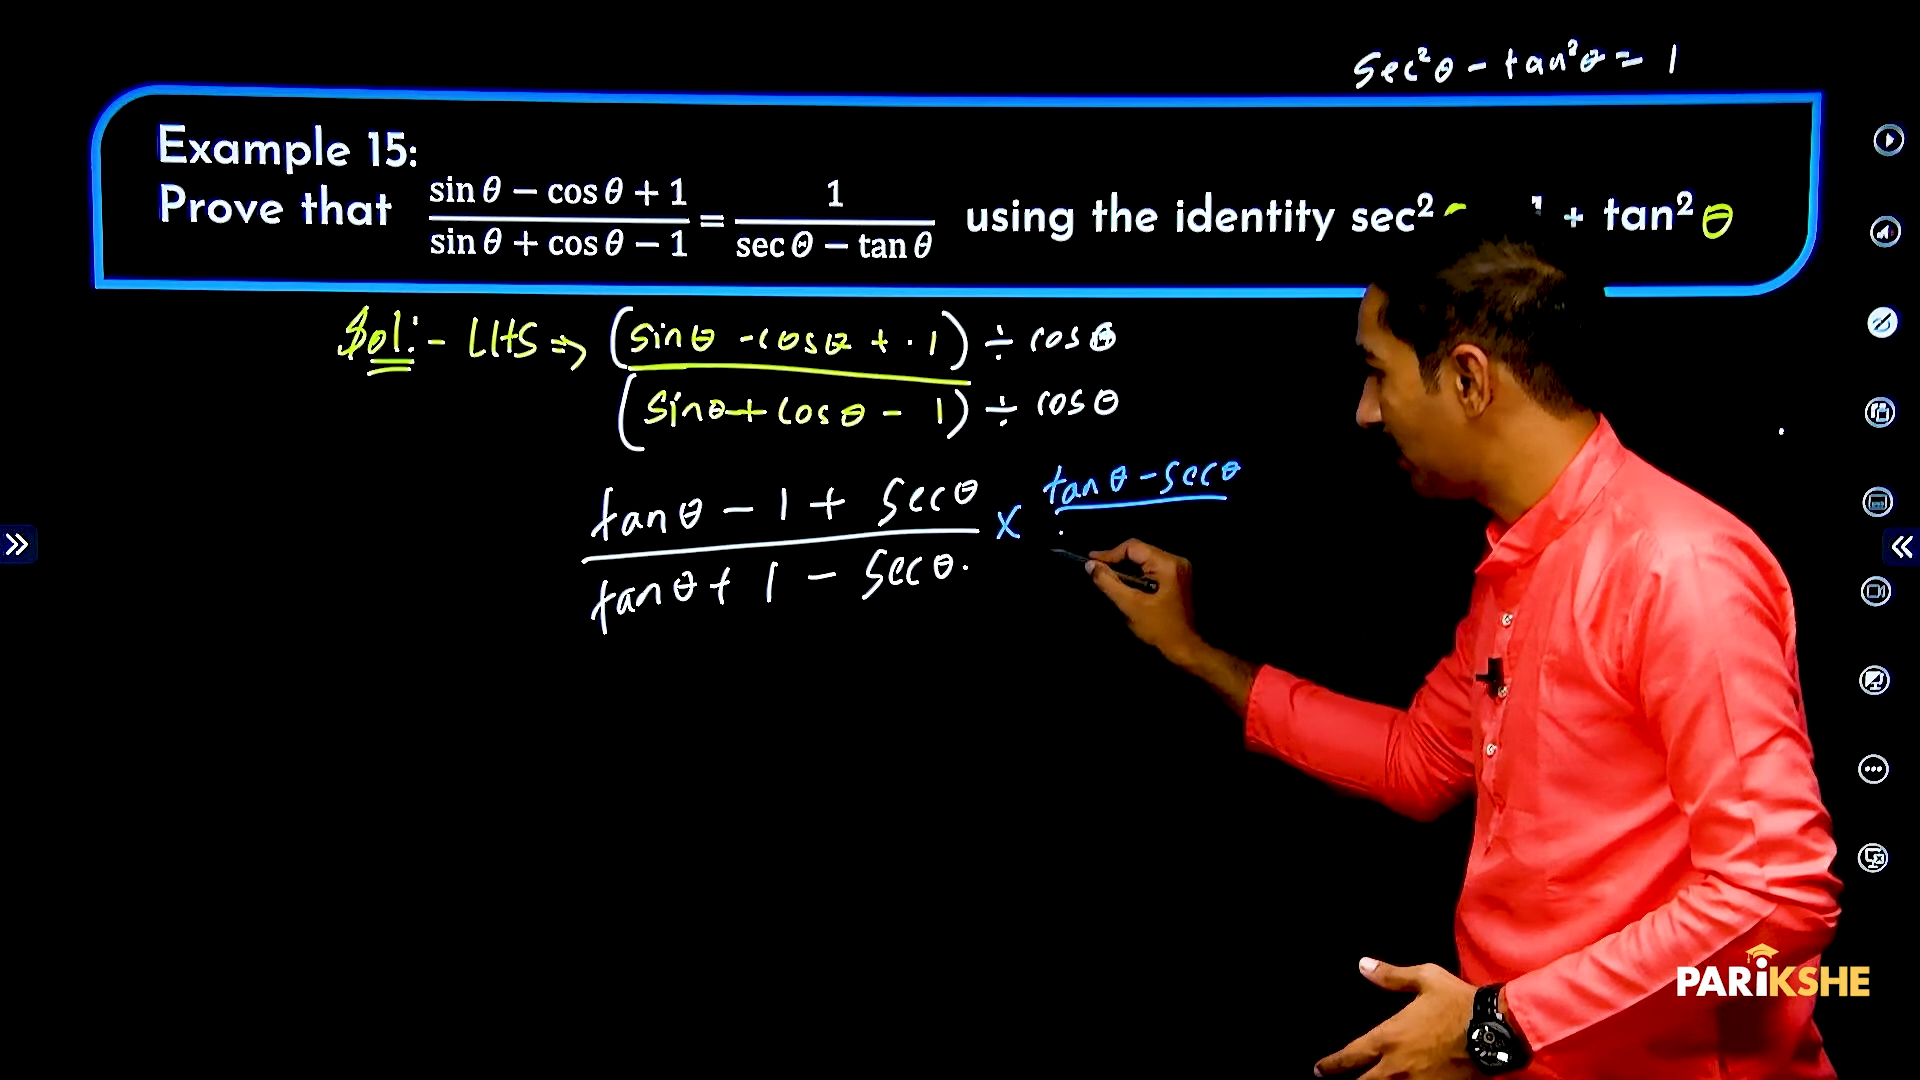 sec²θ - tan²θ = 1
Example 15:
Prove that (sin θ − cos θ + 1)/(sin θ + cos θ − 1) = 1/(sec θ − tan θ) using the identity sec² + tan² θ
Sol:- LHS ⇒ (sinθ - cosθ + 1) ÷ cosθ
(sinθ + cosθ - 1) ÷ cosθ
tanθ - 1 + secθ × tanθ - secθ
tanθ + 1 - secθ.
PARiKSHE